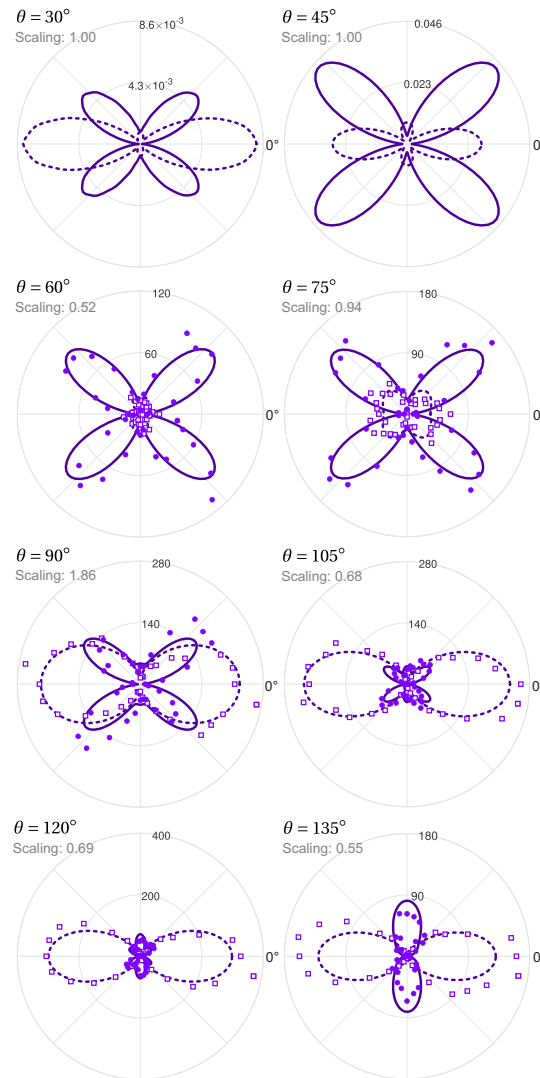 θ = 30°
Scaling: 1.00
8.6×10⁻³
4.3×10⁻³
0°
θ = 45°
Scaling: 1.00
0.046
0.023
0
θ = 60°
Scaling: 0.52
120
60
0°
θ = 75°
Scaling: 0.94
180
90
0
θ = 90°
Scaling: 1.86
280
140
0°
θ = 105°
Scaling: 0.68
280
140
0
θ = 120°
Scaling: 0.69
400
200
0°
θ = 135°
Scaling: 0.55
180
90
0